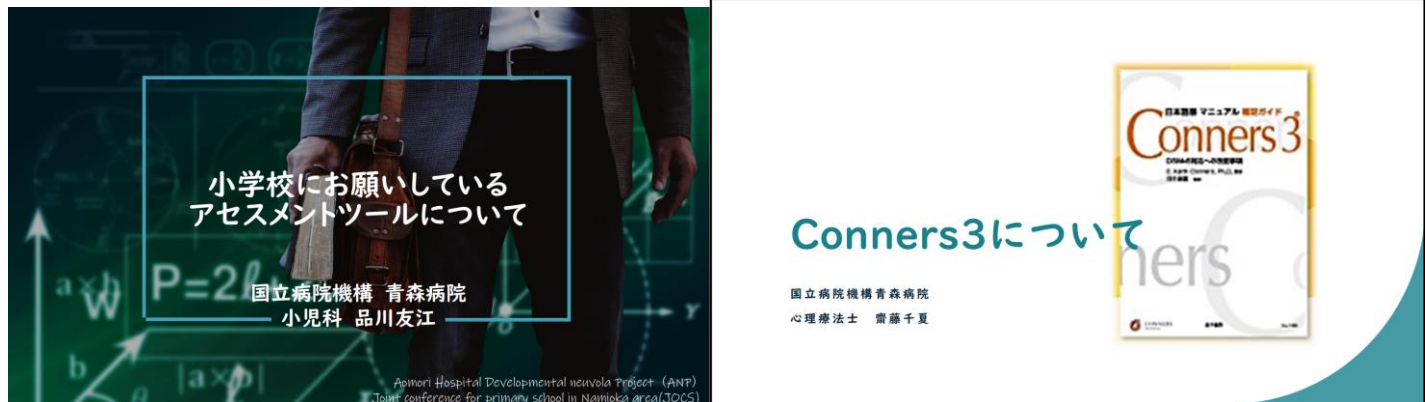 小学校にお願いしている
アセスメントツールについて
国立病院機構 青森病院
小児科 品川友江
Aomori Hospital Developmental neuvola Project (ANP)
Joint conference for primary school in Namioka area(JOCS)
a×b
W
P=2ℓ
Y
b
|a×b|
θ
Conners3について
国立病院機構青森病院
心理療法士 齋藤千夏
日本語版 マニュアル 補足ガイド
Conners 3
ners
CONNERS